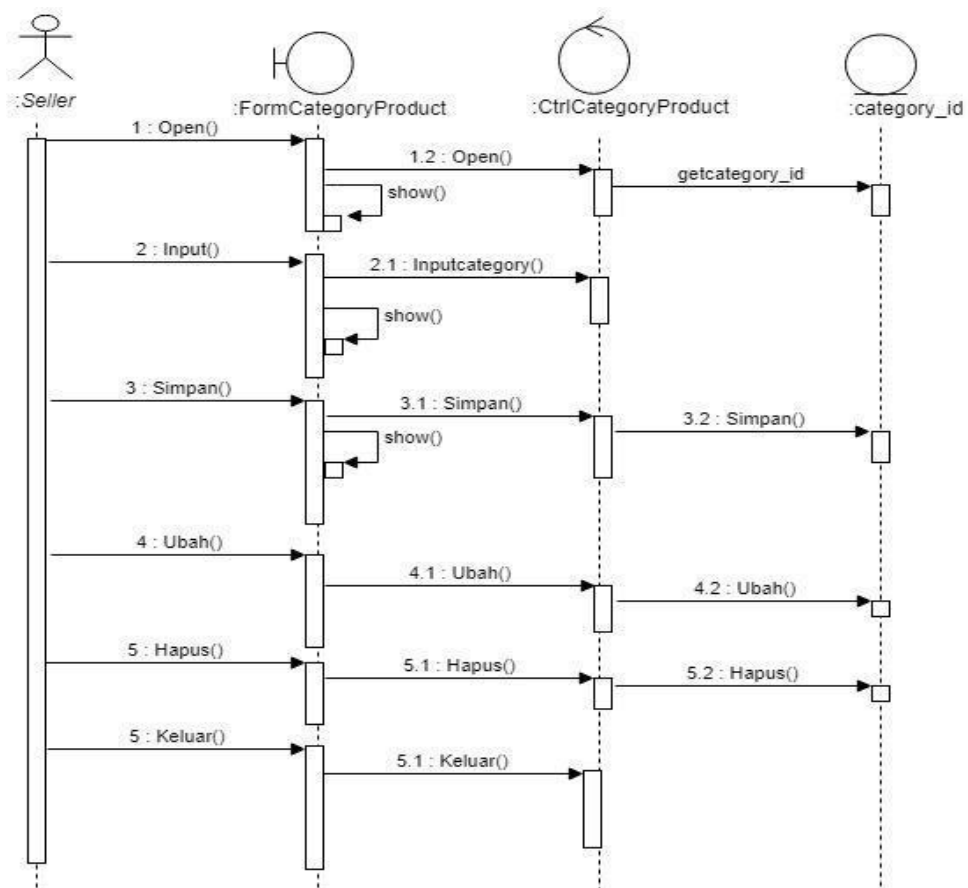 :Seller
:FormCategoryProduct
:CtrlCategoryProduct
:category_id
1 : Open()
1.2 : Open()
getcategory_id
show()
2 : Input()
2.1 : Inputcategory()
show()
3 : Simpan()
3.1 : Simpan()
3.2 : Simpan()
show()
4 : Ubah()
4.1 : Ubah()
4.2 : Ubah()
5 : Hapus()
5.1 : Hapus()
5.2 : Hapus()
5 : Keluar()
5.1 : Keluar()